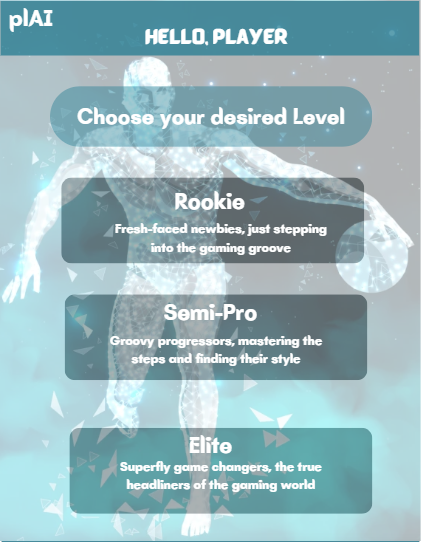 plAI
HELLO, PLAYER
Choose your desired Level
Rookie
Fresh-faced newbies, just stepping
into the gaming groove
Semi-Pro
Groovy progressors, mastering the
steps and finding their style
Elite
Superfly game changers, the true
headliners of the gaming world